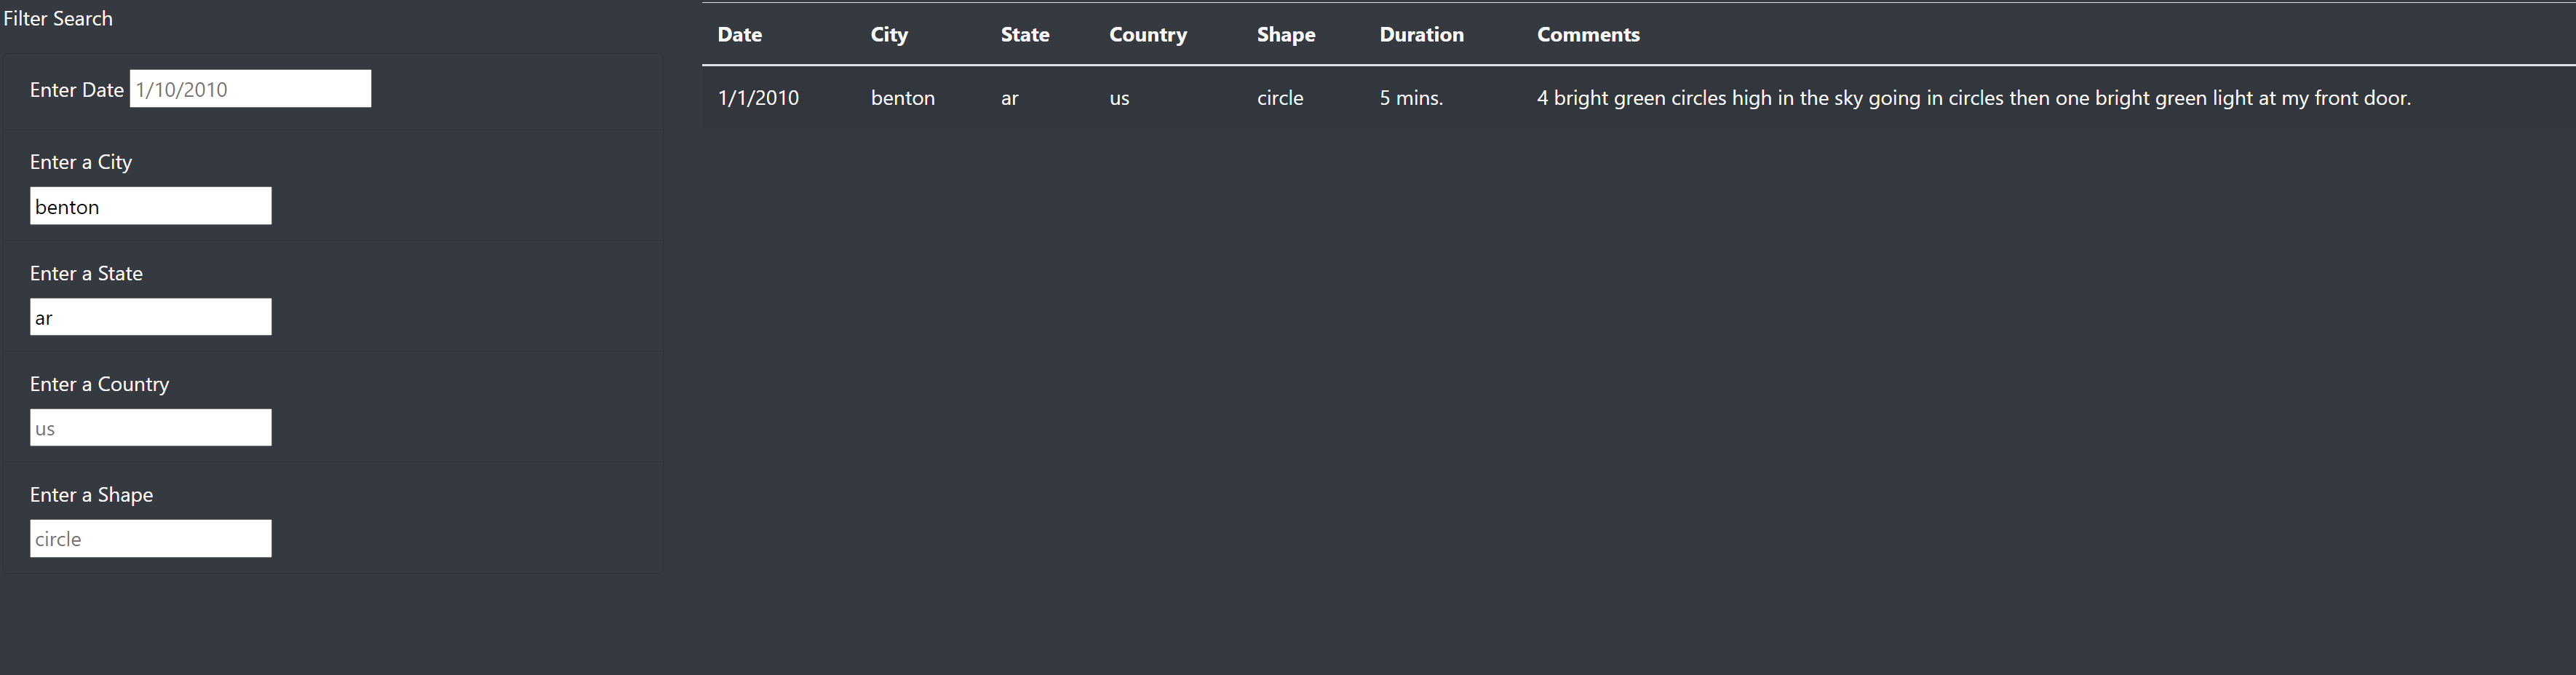 Filter Search
Enter Date 1/10/2010
Enter a City
benton
Enter a State
ar
Enter a Country
us
Enter a Shape
circle
Date City State Country Shape Duration Comments
1/1/2010 benton ar us circle 5 mins. 4 bright green circles high in the sky going in circles then one bright green light at my front door.